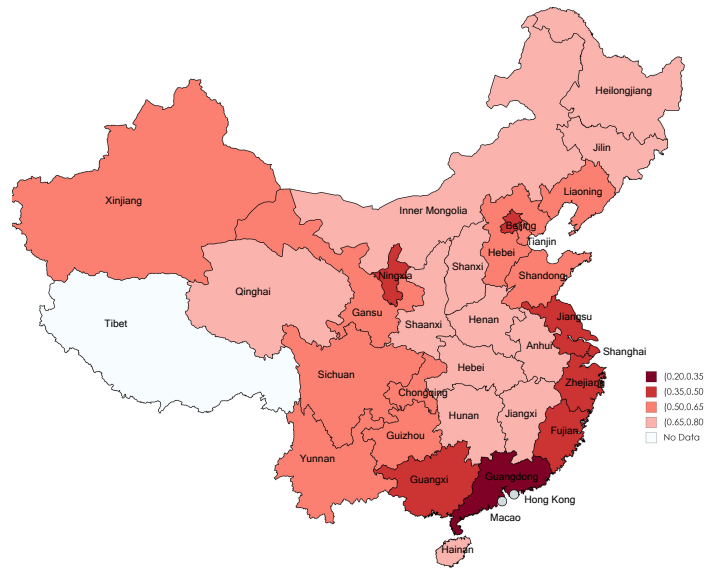 Heilongjiang
Jilin
Liaoning
Xinjiang
Inner Mongolia
Beijing
Tianjin
Hebei
Shanxi
Ningxia
Shandong
Qinghai
Gansu
Tibet
Shaanxi
Henan
Jiangsu
Anhui
Shanghai
Hebei
Sichuan
Zhejiang
Chongqing
Hunan
Jiangxi
Guizhou
Fujian
Yunnan
Guangxi
Guangdong
Hong Kong
Macao
Hainan
(0.20,0.35
(0.35,0.50
(0.50,0.65
(0.65,0.80
No Data